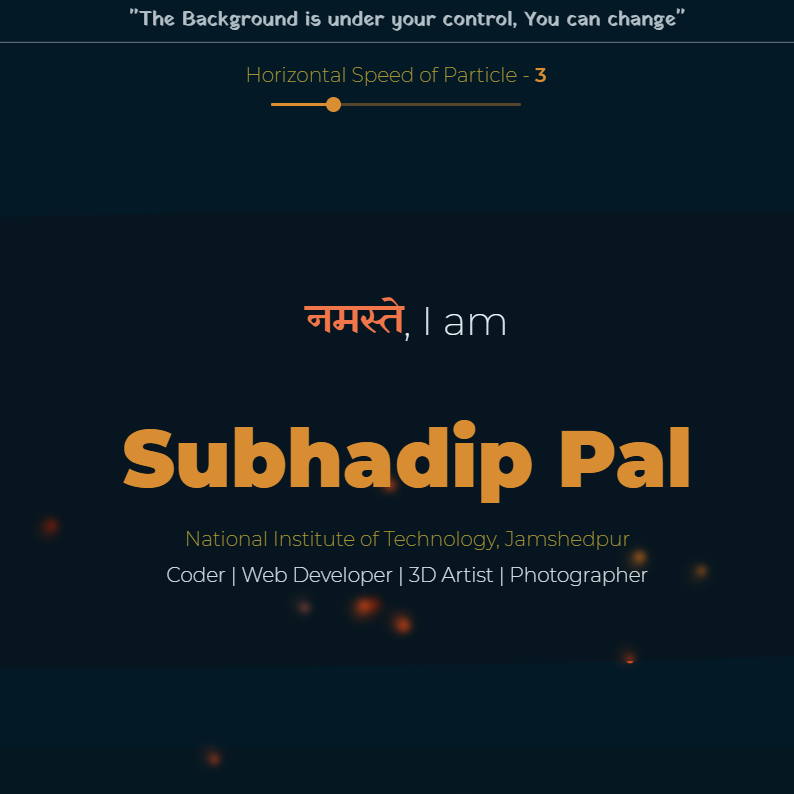 "The Background is under your control, You can change"
Horizontal Speed of Particle - 3
नमस्ते, I am
Subhadip Pal
National Institute of Technology, Jamshedpur
Coder | Web Developer | 3D Artist | Photographer